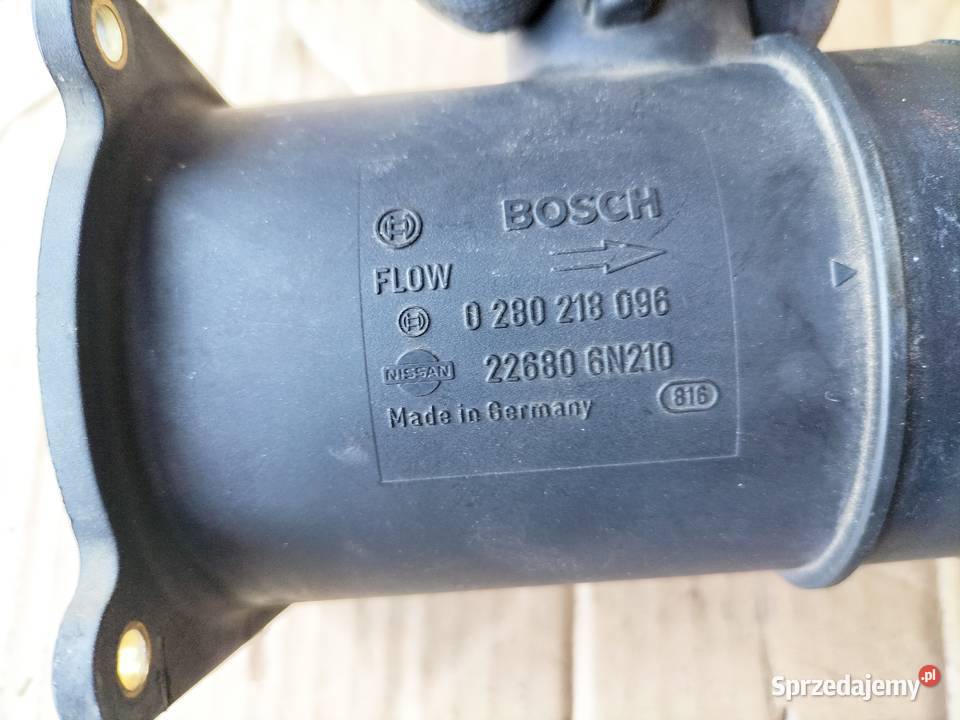 BOSCH
FLOW
0 280 218 096
NISSAN 22680 6N210
Made in Germany 816
Sprzedajemy.pl